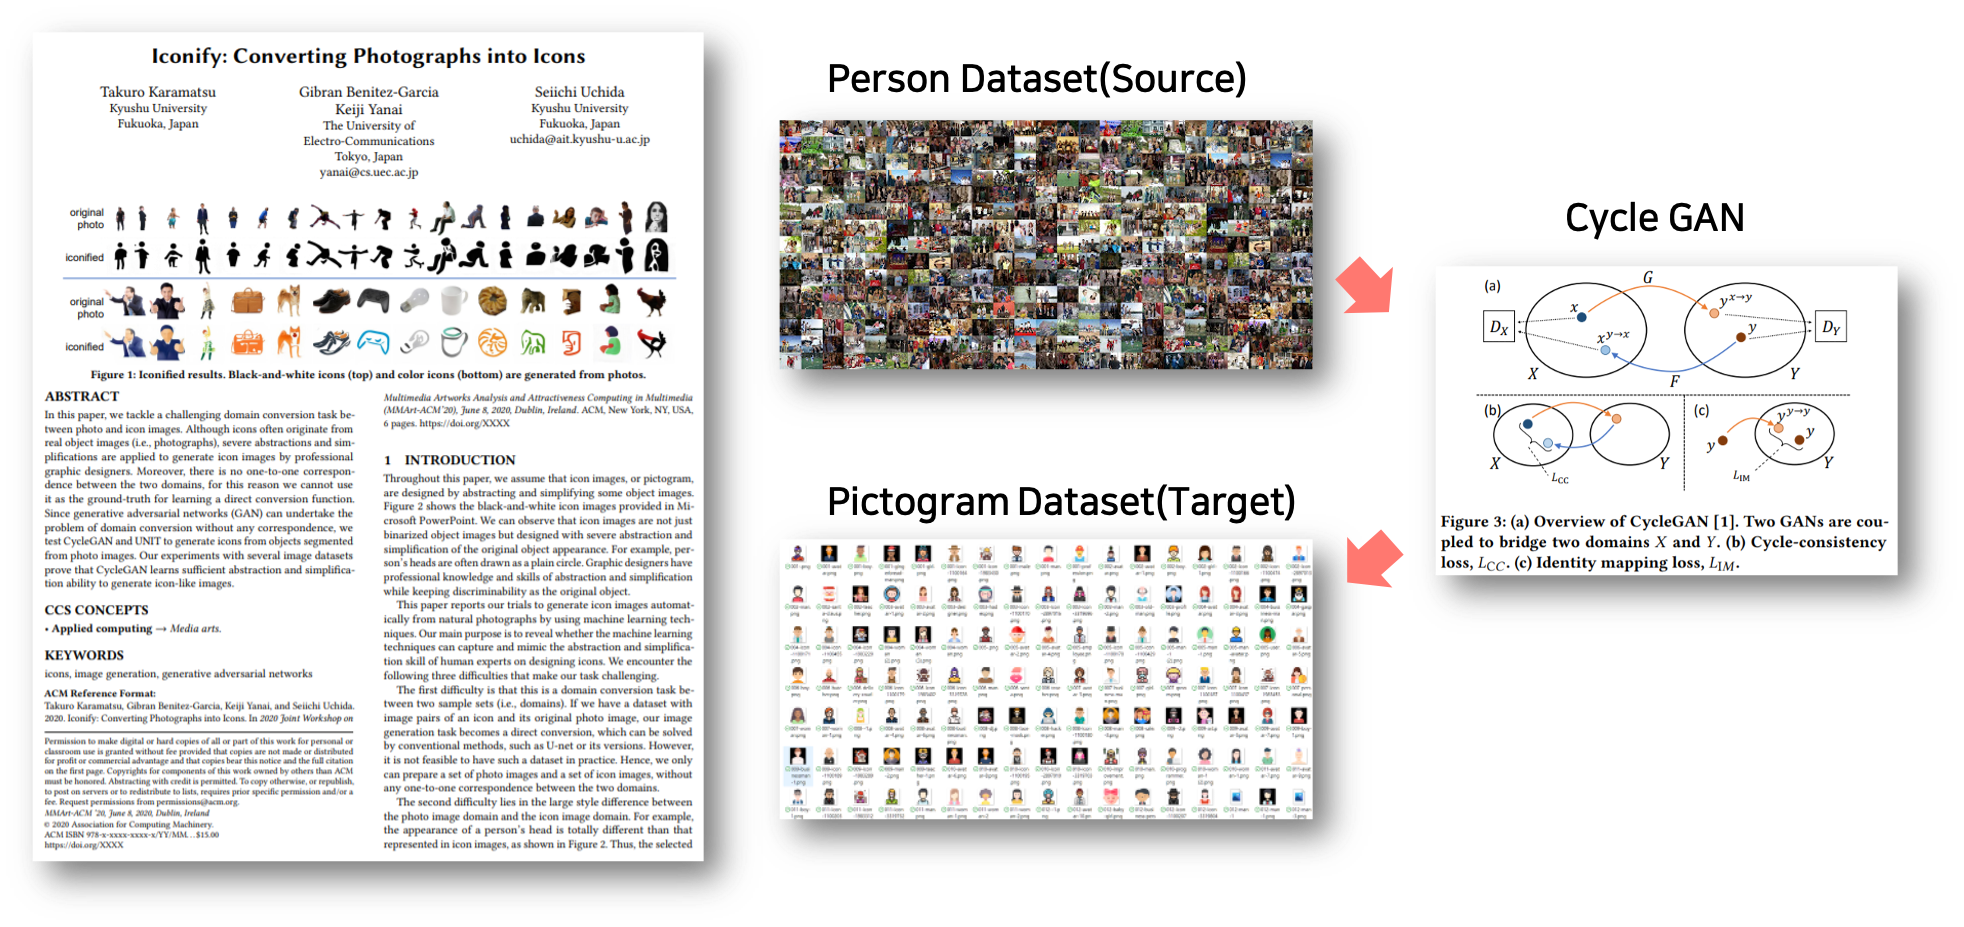 Iconify: Converting Photographs into Icons
Takuro Karamatsu
Kyushu University
Fukuoka, Japan
Gibran Benitez-Garcia
Keiji Yanai
The University of
Electro-Communications
Tokyo, Japan
yanai@cs.uec.ac.jp
Seiichi Uchida
Kyushu University
Fukuoka, Japan
uchida@ait.kyushu-u.ac.jp
original
photo
iconified
original
photo
iconified
Figure 1: Iconified results. Black-and-white icons (top) and color icons (bottom) are generated from photos.
ABSTRACT
In this paper, we tackle a challenging domain conversion task be-
tween photo and icon images. Although icons often originate from
real object images (i.e., photographs), severe abstractions and sim-
plifications are applied to generate icon images by professional
graphic designers. Moreover, there is no one-to-one correspon-
dence between the two domains, for this reason we cannot use
it as the ground-truth for learning a direct conversion function.
Since generative adversarial networks (GAN) can undertake the
problem of domain conversion without any correspondence, we
test CycleGAN and UNIT to generate icons from objects segmented
from photo images. Our experiments with several image datasets
prove that CycleGAN learns sufficient abstraction and simplifica-
tion ability to generate icon-like images.
CCS CONCEPTS
• Applied computing → Media arts.
KEYWORDS
icons, image generation, generative adversarial networks
ACM Reference Format:
Takuro Karamatsu, Gibran Benitez-Garcia, Keiji Yanai, and Seiichi Uchida.
2020. Iconify: Converting Photographs into Icons. In 2020 Joint Workshop on
Permission to make digital or hard copies of all or part of this work for personal or
classroom use is granted without fee provided that copies are not made or distributed
for profit or commercial advantage and that copies bear this notice and the full citation
on the first page. Copyrights for components of this work owned by others than ACM
must be honored. Abstracting with credit is permitted. To copy otherwise, or republish,
to post on servers or to redistribute to lists, requires prior specific permission and/or a
fee. Request permissions from permissions@acm.org.
MMArt-ACM '20, June 8, 2020, Dublin, Ireland
© 2020 Association for Computing Machinery.
ACM ISBN 978-x-xxxx-xxxx-x/YY/MM...$15.00
https://doi.org/XXXX
Multimedia Artworks Analysis and Attractiveness Computing in Multimedia
(MMArt-ACM'20), June 8, 2020, Dublin, Ireland. ACM, New York, NY, USA,
6 pages. https://doi.org/XXXX
1 INTRODUCTION
Throughout this paper, we assume that icon images, or pictogram,
are designed by abstracting and simplifying some object images.
Figure 2 shows the black-and-white icon images provided in Mi-
crosoft PowerPoint. We can observe that icon images are not just
binarized object images but designed with severe abstraction and
simplification of the original object appearance. For example, per-
son's heads are often drawn as a plain circle. Graphic designers have
professional knowledge and skills of abstraction and simplification
while keeping discriminability as the original object.
This paper reports our trials to generate icon images automat-
ically from natural photographs by using machine learning tech-
niques. Our main purpose is to reveal whether the machine learning
techniques can capture and mimic the abstraction and simplifica-
tion skill of human experts on designing icons. We encounter the
following three difficulties that make our task challenging.
The first difficulty is that this is a domain conversion task be-
tween two sample sets (i.e., domains). If we have a dataset with
image pairs of an icon and its original photo image, our image
generation task becomes a direct conversion, which can be solved
by conventional methods, such as U-net or its versions. However,
it is not feasible to have such a dataset in practice. Hence, we only
can prepare a set of photo images and a set of icon images, without
any one-to-one correspondence between the two domains.
The second difficulty lies in the large style difference between
the photo image domain and the icon image domain. For example,
the appearance of a person's head is totally different than that
represented in icon images, as shown in Figure 2. Thus, the selected
Person Dataset(Source)
Pictogram Dataset(Target)
Cycle GAN
(a)
G
x
y^{x→y}
D_X
x^{y→x}
y
D_Y
X
F
Y
(b)
X
Y
L_CC
(c)
y
y^{y→y}
y
Y
L_IM
Figure 3: (a) Overview of CycleGAN [1]. Two GANs are cou-
pled to bridge two domains X and Y. (b) Cycle-consistency
loss, L_CC. (c) Identity mapping loss, L_IM.